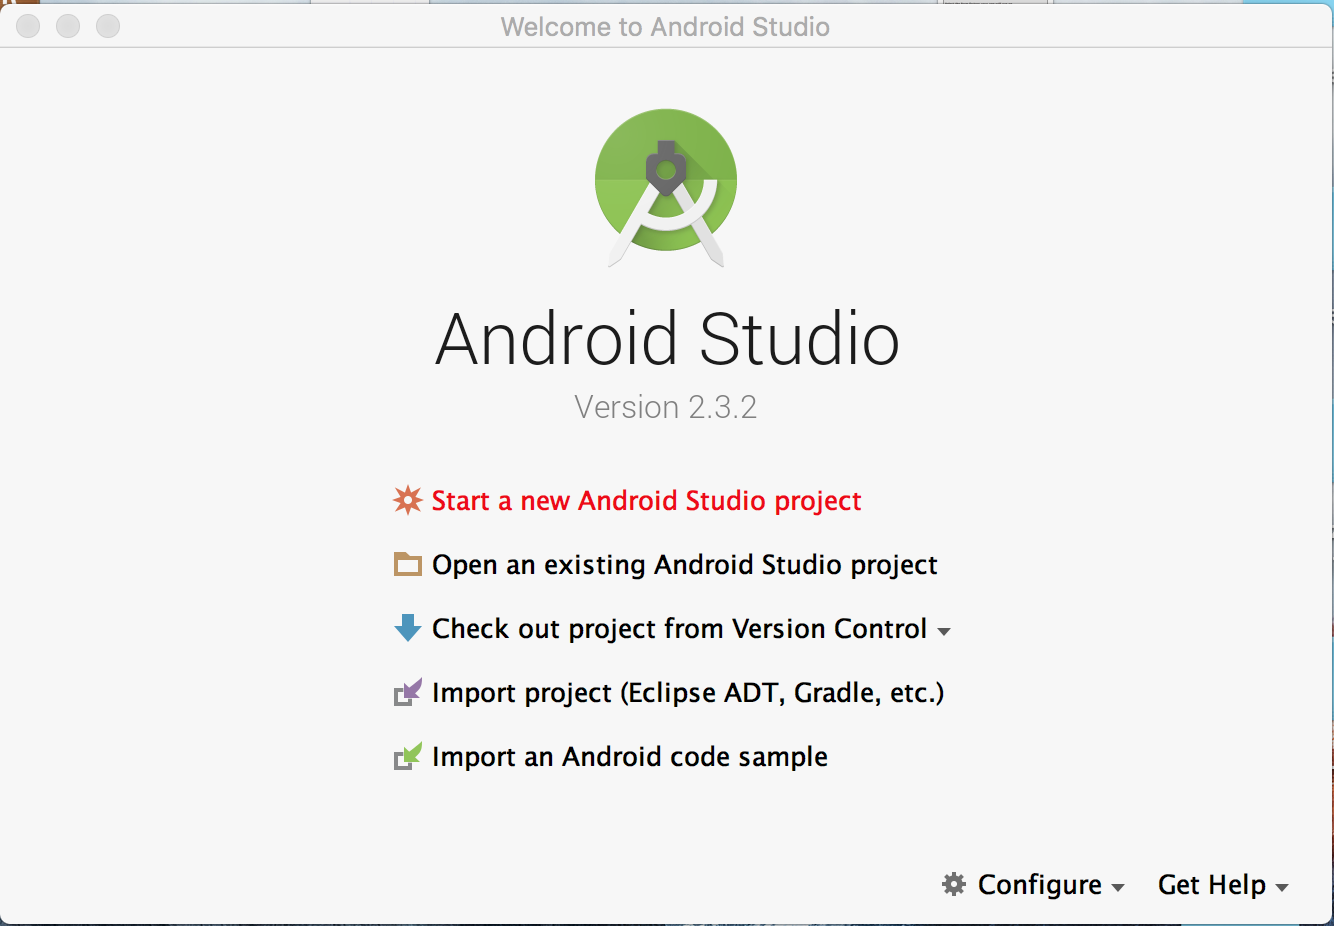 Welcome to Android Studio
Android Studio
Version 2.3.2
Start a new Android Studio project
Open an existing Android Studio project
Check out project from Version Control
Import project (Eclipse ADT, Gradle, etc.)
Import an Android code sample
Configure Get Help